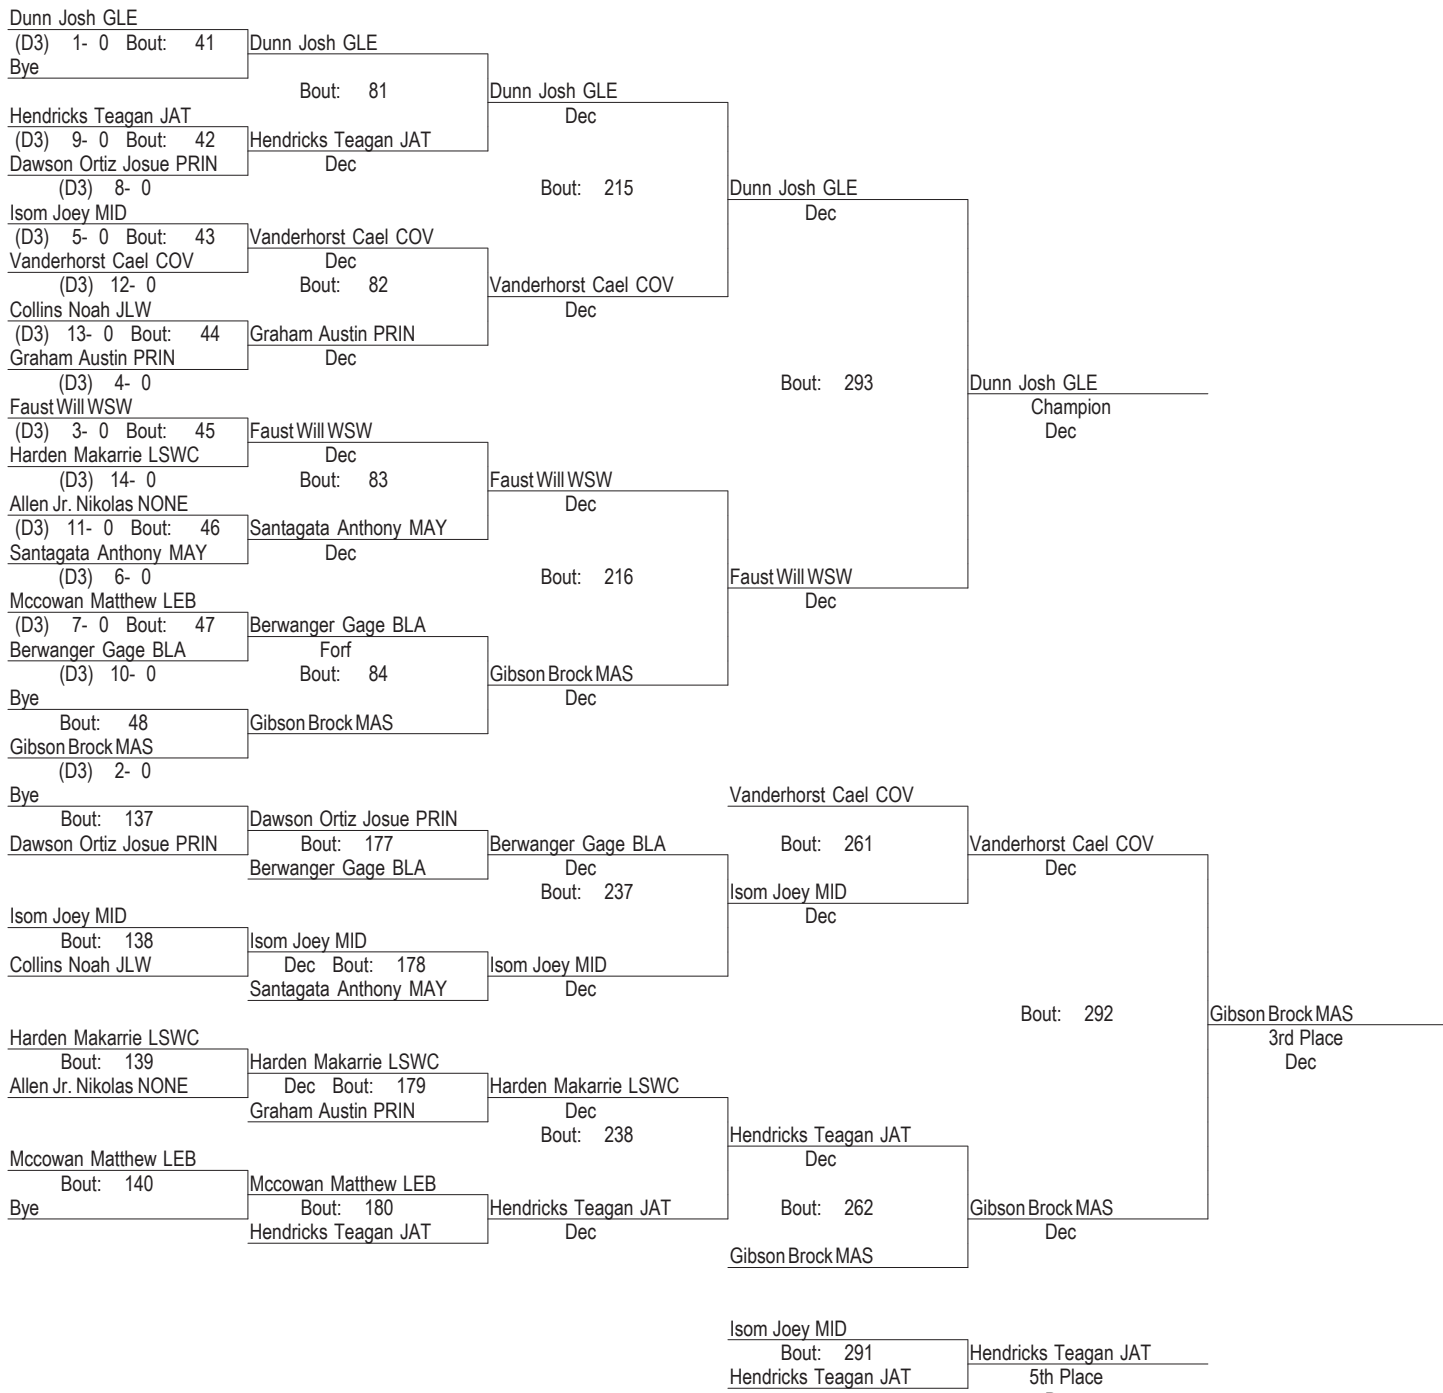 Dunn Josh GLE
(D3) 1- 0 Bout: 41 Dunn Josh GLE
Bye
Bout: 81 Dunn Josh GLE
Hendricks Teagan JAT Dec
(D3) 9- 0 Bout: 42 Hendricks Teagan JAT
Dawson Ortiz Josue PRIN Dec
(D3) 8- 0 Bout: 215 Dunn Josh GLE
Isom Joey MID Dec
(D3) 5- 0 Bout: 43 Vanderhorst Cael COV
Vanderhorst Cael COV Dec
(D3) 12- 0 Bout: 82 Vanderhorst Cael COV
Collins Noah JLW Dec
(D3) 13- 0 Bout: 44 Graham Austin PRIN
Graham Austin PRIN Dec
(D3) 4- 0 Bout: 293 Dunn Josh GLE
Faust Will WSW Champion
(D3) 3- 0 Bout: 45 Faust Will WSW Dec
Harden Makarrie LSWC Dec
(D3) 14- 0 Bout: 83 Faust Will WSW
Allen Jr. Nikolas NONE Dec
(D3) 11- 0 Bout: 46 Santagata Anthony MAY
Santagata Anthony MAY Dec
(D3) 6- 0 Bout: 216 Faust Will WSW
Mccowan Matthew LEB Dec
(D3) 7- 0 Bout: 47 Berwanger Gage BLA
Berwanger Gage BLA Forf
(D3) 10- 0 Bout: 84 Gibson Brock MAS
Bye Dec
Bout: 48 Gibson Brock MAS
Gibson Brock MAS
(D3) 2- 0
Bye Vanderhorst Cael COV
Bout: 137 Dawson Ortiz Josue PRIN
Dawson Ortiz Josue PRIN Bout: 177 Berwanger Gage BLA Bout: 261 Vanderhorst Cael COV
Berwanger Gage BLA Dec Dec
Bout: 237 Isom Joey MID
Isom Joey MID Dec
Bout: 138 Isom Joey MID
Collins Noah JLW Dec Bout: 178 Isom Joey MID
Santagata Anthony MAY Dec
Bout: 292 Gibson Brock MAS
Harden Makarrie LSWC 3rd Place
Bout: 139 Harden Makarrie LSWC Dec
Allen Jr. Nikolas NONE Dec Bout: 179 Harden Makarrie LSWC
Graham Austin PRIN Dec
Bout: 238 Hendricks Teagan JAT
Mccowan Matthew LEB Dec
Bout: 140 Mccowan Matthew LEB
Bye Bout: 180 Hendricks Teagan JAT Bout: 262 Gibson Brock MAS
Hendricks Teagan JAT Dec Dec
Gibson Brock MAS
Isom Joey MID
Bout: 291 Hendricks Teagan JAT
Hendricks Teagan JAT 5th Place